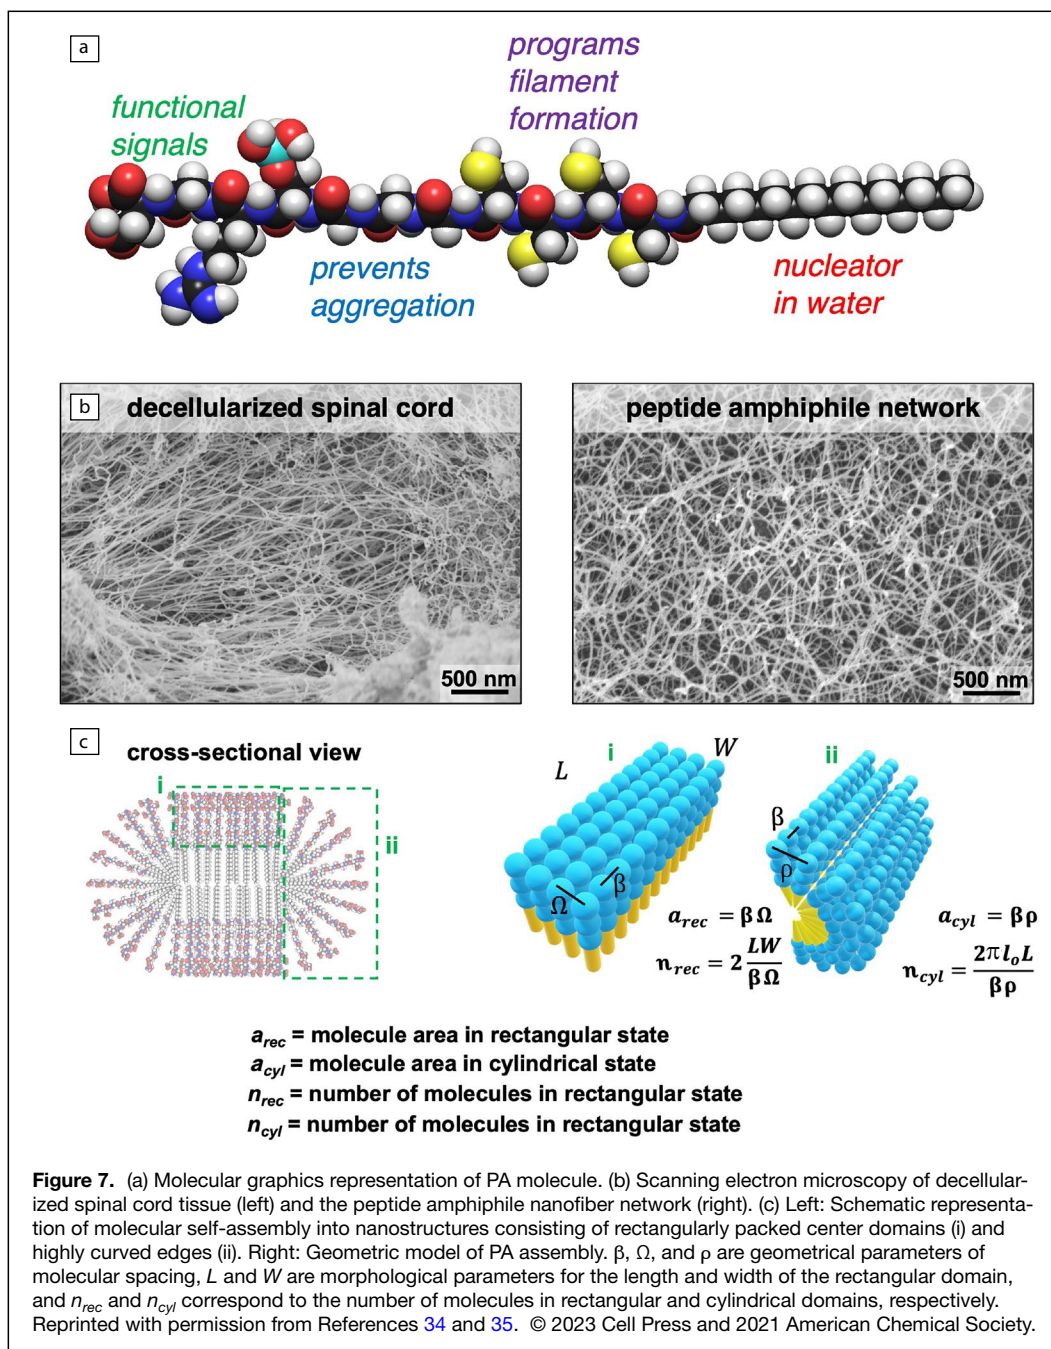 a
functional
signals
programs
filament
formation
prevents
aggregation
nucleator
in water
b
decellularized spinal cord
500 nm
peptide amphiphile network
500 nm
c
cross-sectional view
i
ii
L
i
W
Ω
β
a_rec = βΩ
n_rec = 2 LW/βΩ
ii
β
ρ
a_cyl = βρ
n_cyl = 2πl_oL/βρ
a_rec = molecule area in rectangular state
a_cyl = molecule area in cylindrical state
n_rec = number of molecules in rectangular state
n_cyl = number of molecules in rectangular state
Figure 7. (a) Molecular graphics representation of PA molecule. (b) Scanning electron microscopy of decellular-
ized spinal cord tissue (left) and the peptide amphiphile nanofiber network (right). (c) Left: Schematic representa-
tion of molecular self-assembly into nanostructures consisting of rectangularly packed center domains (i) and
highly curved edges (ii). Right: Geometric model of PA assembly. β, Ω, and ρ are geometrical parameters of
molecular spacing, L and W are morphological parameters for the length and width of the rectangular domain,
and n_rec and n_cyl correspond to the number of molecules in rectangular and cylindrical domains, respectively.
Reprinted with permission from References 34 and 35. © 2023 Cell Press and 2021 American Chemical Society.